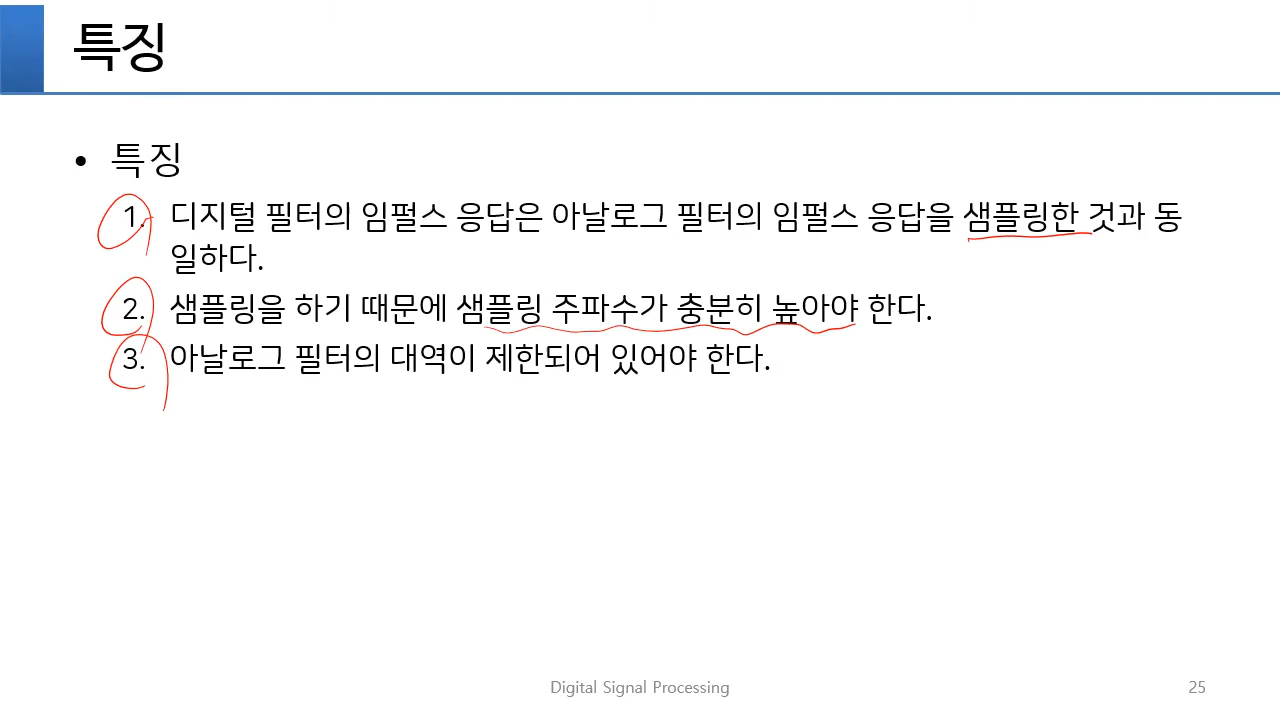 특징
• 특징
1. 디지털 필터의 임펄스 응답은 아날로그 필터의 임펄스 응답을 샘플링한 것과 동
일하다.
2. 샘플링을 하기 때문에 샘플링 주파수가 충분히 높아야 한다.
3. 아날로그 필터의 대역이 제한되어 있어야 한다.
Digital Signal Processing
25